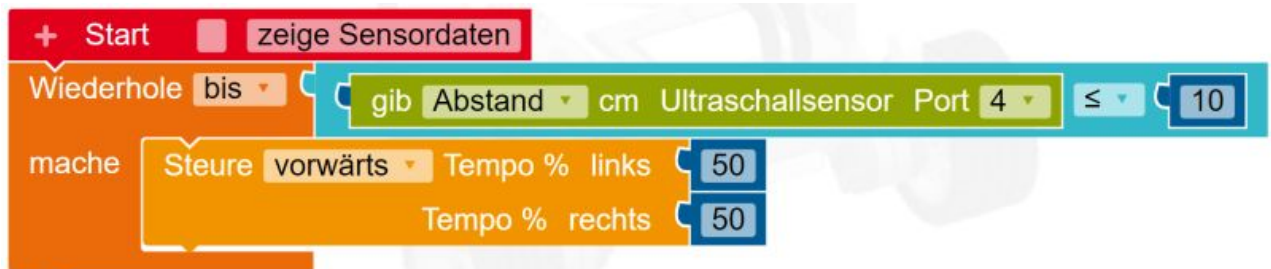 + Start zeige Sensordaten
Wiederhole bis gib Abstand cm Ultraschallsensor Port 4 ≤ 10
mache Steure vorwärts Tempo % links 50
Tempo % rechts 50